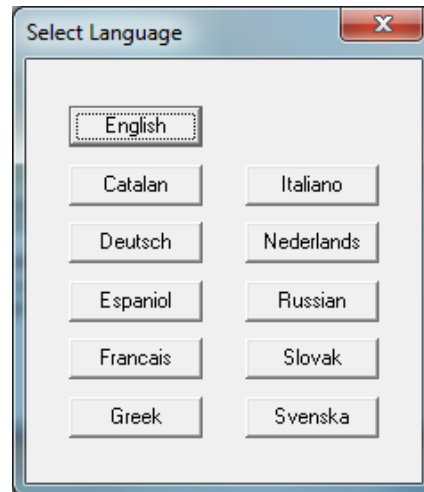 Select Language
English
Catalan
Italiano
Deutsch
Nederlands
Espaniol
Russian
Francais
Slovak
Greek
Svenska